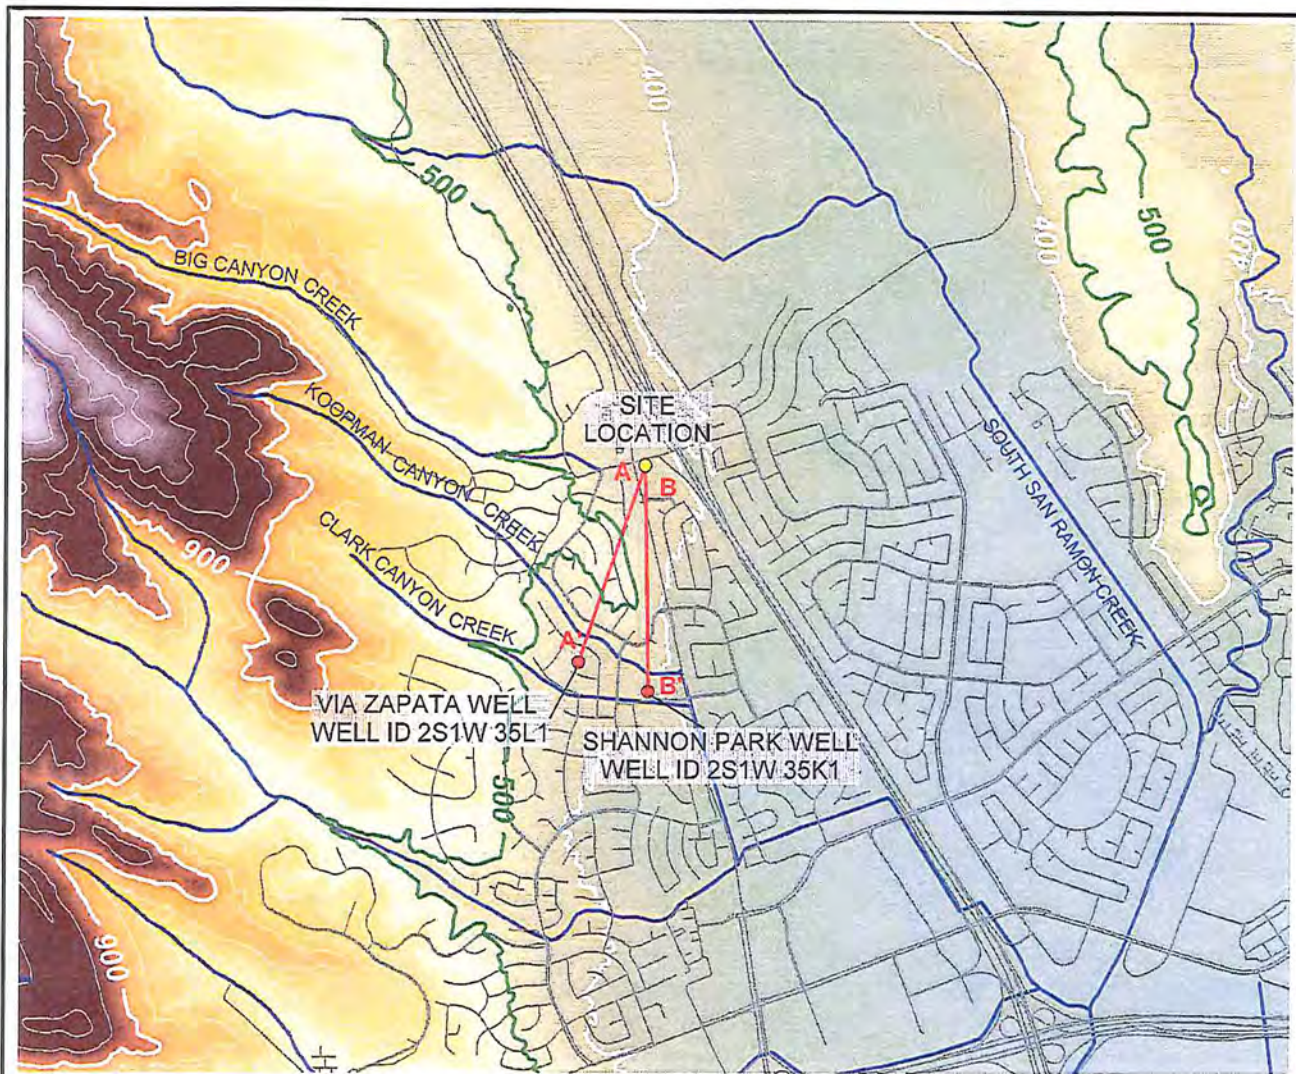 400
500
500
400
400
BIG CANYON CREEK
KOOPMAN CANYON CREEK
SITE
LOCATION
A
B
SOUTH SAN RAMON CREEK
CLARK CANYON CREEK
900
A'
B'
VIA ZAPATA WELL
WELL ID 2S1W 35L1
SHANNON PARK WELL
WELL ID 2S1W 35K1
500
900